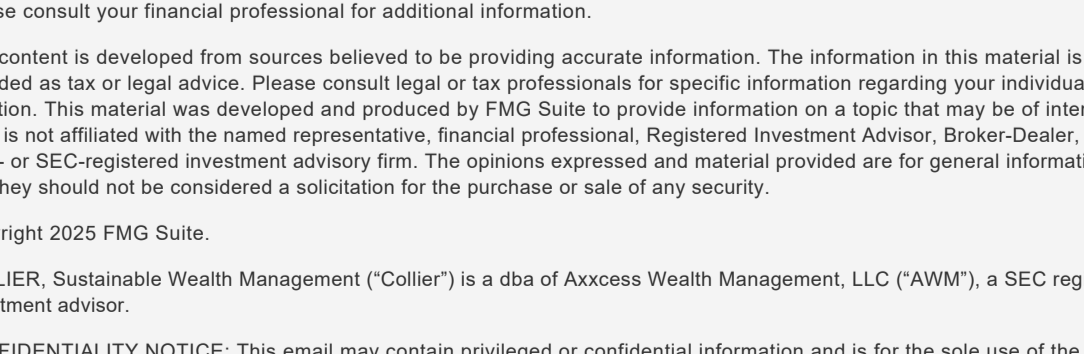 se consult your financial professional for additional information.
content is developed from sources believed to be providing accurate information. The information in this material is
ded as tax or legal advice. Please consult legal or tax professionals for specific information regarding your individua
tion. This material was developed and produced by FMG Suite to provide information on a topic that may be of inter
is not affiliated with the named representative, financial professional, Registered Investment Advisor, Broker-Dealer,
- or SEC-registered investment advisory firm. The opinions expressed and material provided are for general informati
hey should not be considered a solicitation for the purchase or sale of any security.
right 2025 FMG Suite.
LIER, Sustainable Wealth Management (“Collier”) is a dba of Axxcess Wealth Management, LLC (“AWM”), a SEC reg
tment advisor.
FIDENTIALITY NOTICE: This email may contain privileged or confidential information and is for the sole use of the